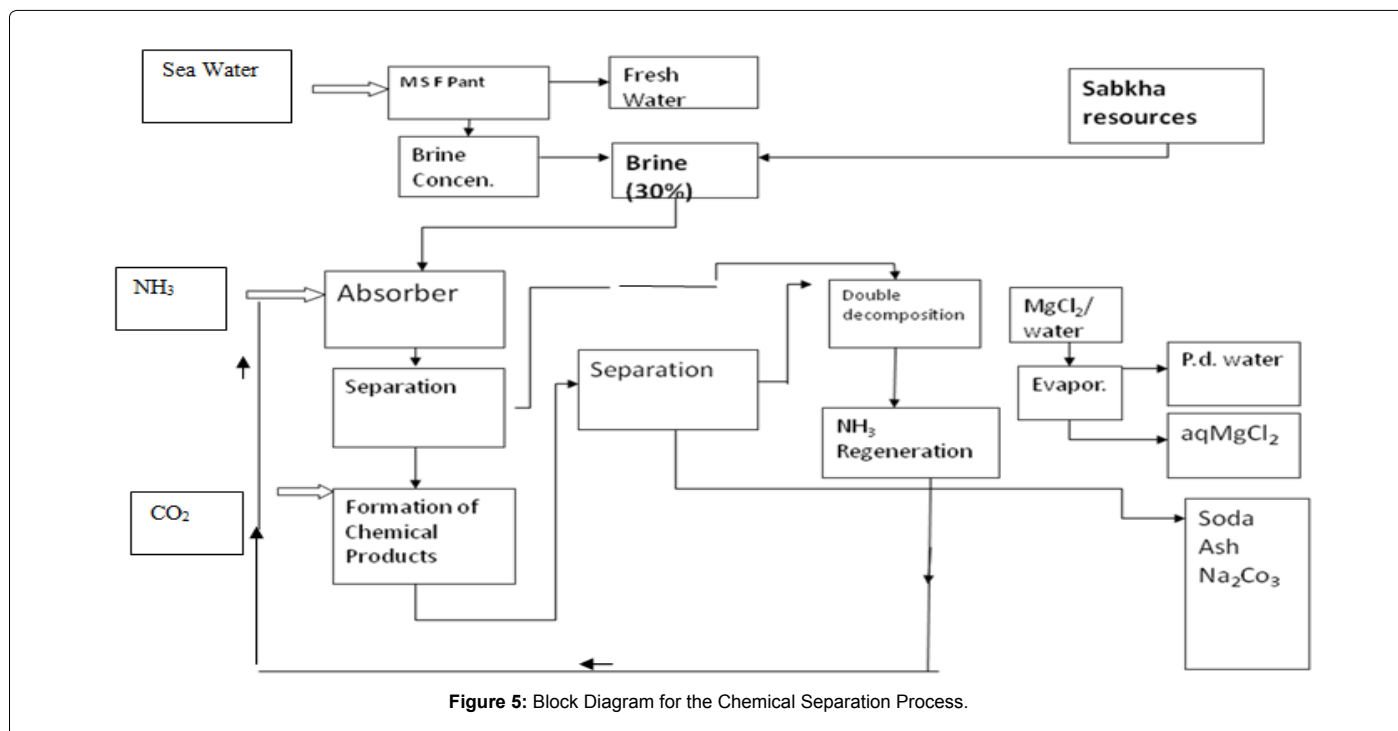 Sea Water
M S F Pant
Fresh
Water
Sabkha
resources
Brine
Concen.
Brine
(30%)
NH₃
Absorber
Double
decomposition
MgCl₂/
water
P.d. water
Separation
Separation
Evapor.
NH₃
Regeneration
aqMgCl₂
CO₂
Formation of
Chemical
Products
Soda
Ash
Na₂Co₃
Figure 5: Block Diagram for the Chemical Separation Process.